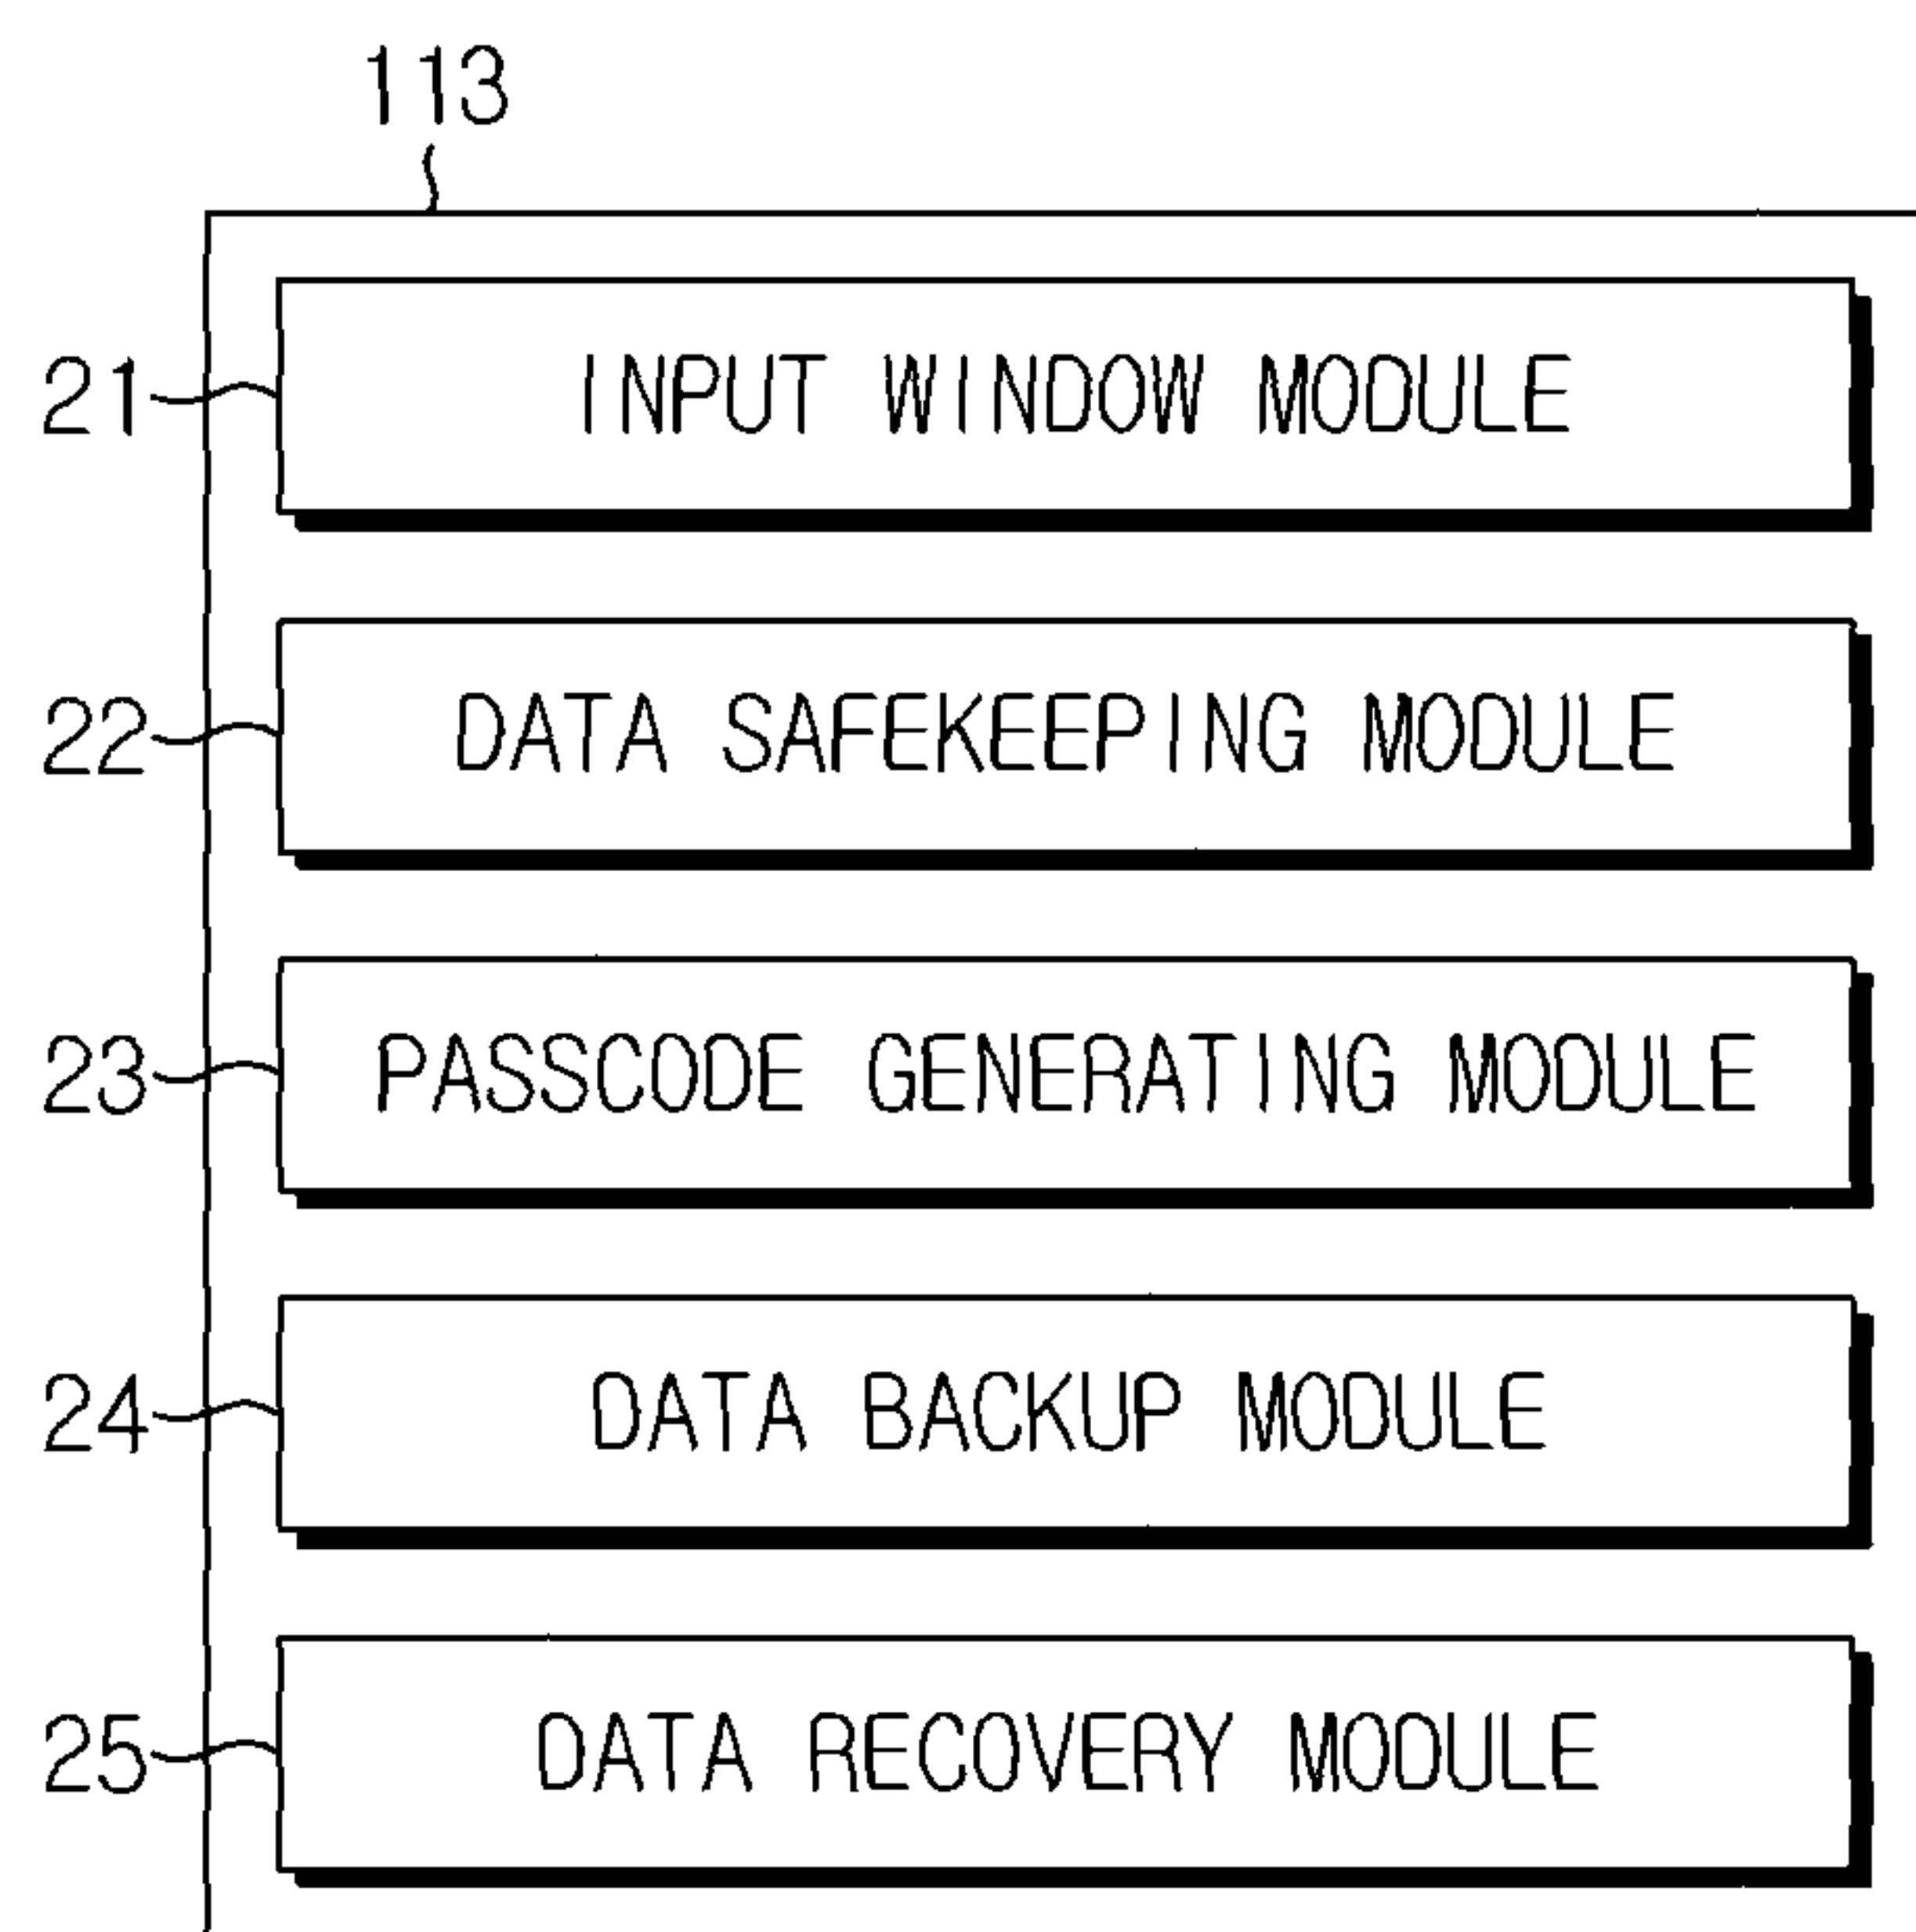 113
21 INPUT WINDOW MODULE
22 DATA SAFEKEEPING MODULE
23 PASSCODE GENERATING MODULE
24 DATA BACKUP MODULE
25 DATA RECOVERY MODULE